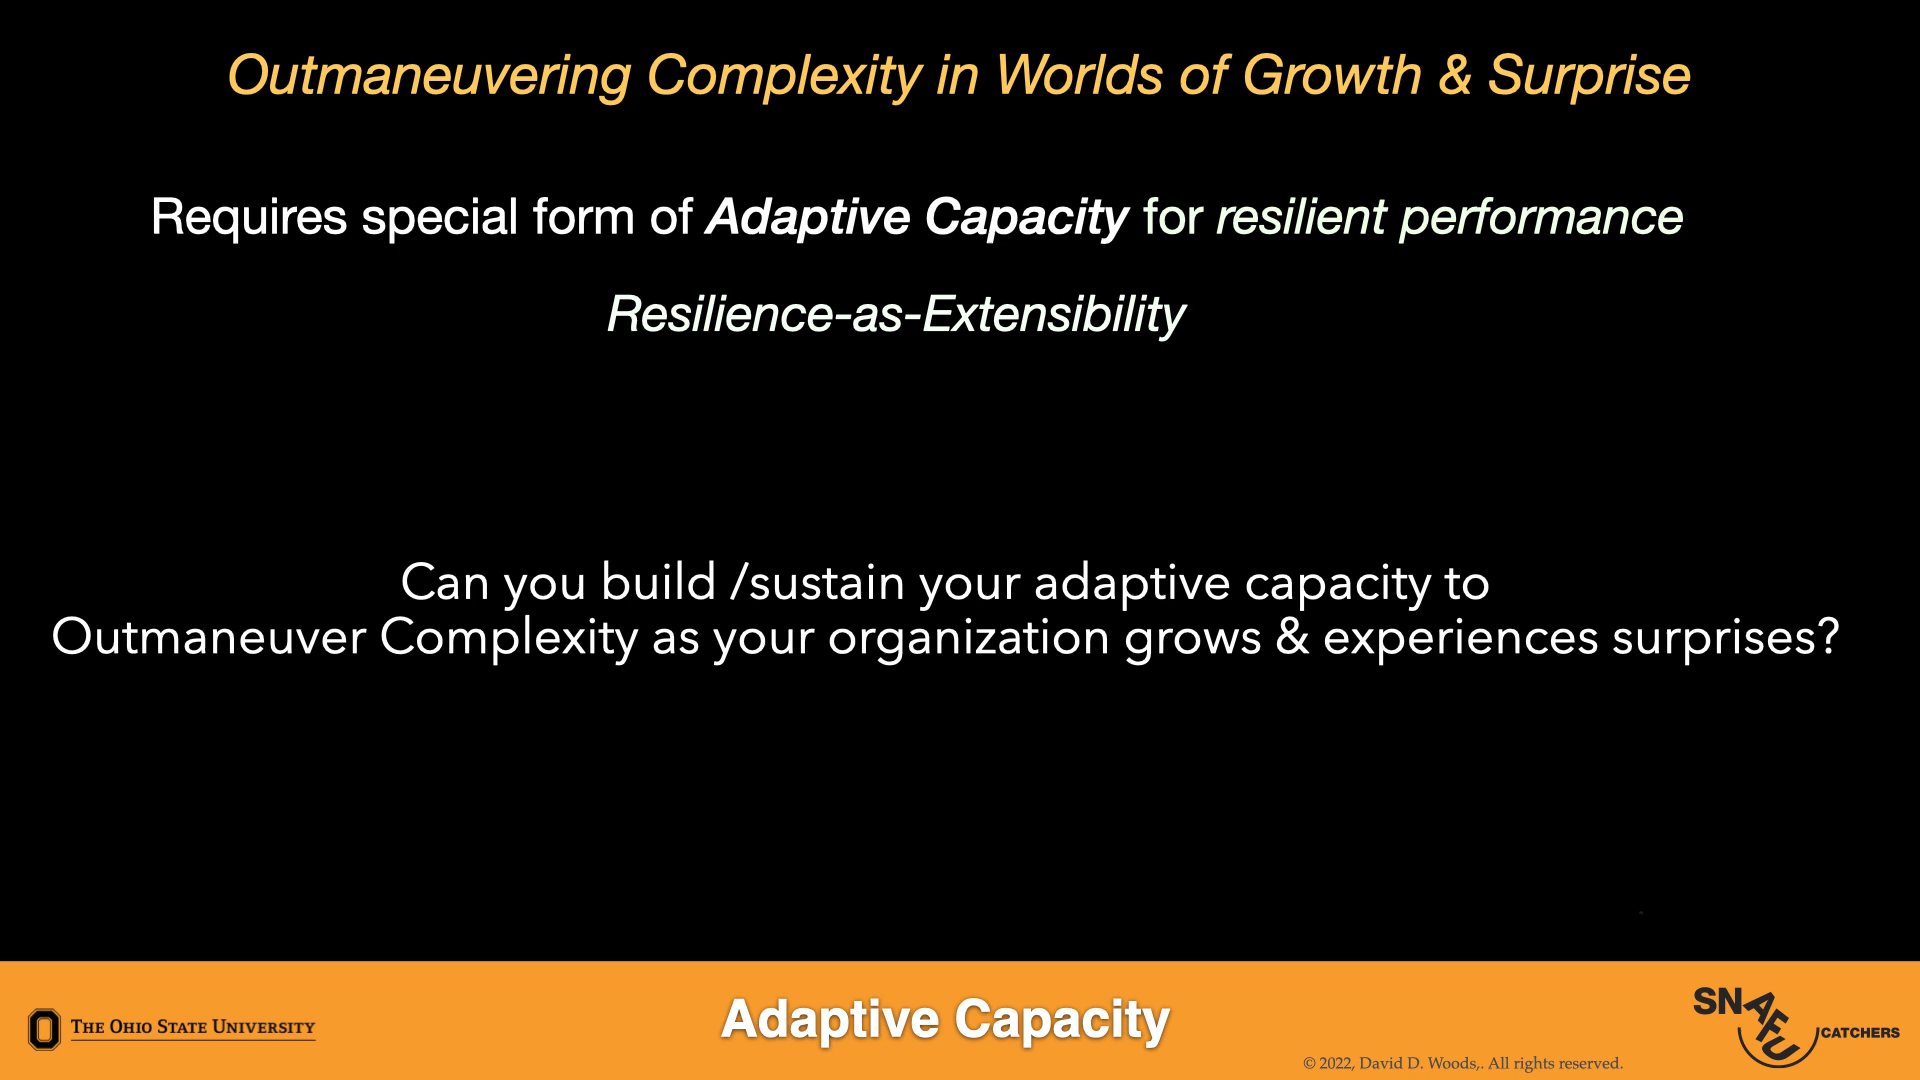 Outmaneuvering Complexity in Worlds of Growth & Surprise
Requires special form of Adaptive Capacity for resilient performance
Resilience-as-Extensibility
Can you build /sustain your adaptive capacity to
Outmaneuver Complexity as your organization grows & experiences surprises?
THE OHIO STATE UNIVERSITY
Adaptive Capacity
SNAFU CATCHERS
© 2022, David D. Woods,. All rights reserved.